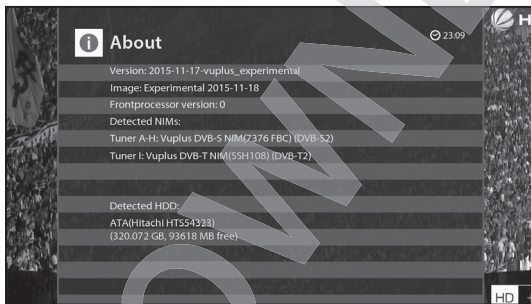 About
23:09
H
Version: 2015-11-17-vuplus_experimental
Image: Experimental 2015-11-18
Frontprocessor version: 0
Detected NIMs:
Tuner A-H: Vuplus DVB-S NIM(7376 FBC) (DVB-S2)
Tuner I: Vuplus DVB-T NIM(SSH108) (DVB-T2)
Detected HDD:
ATA(Hitachi HTS54323)
(320.072 GB, 93618 MB free)
HD